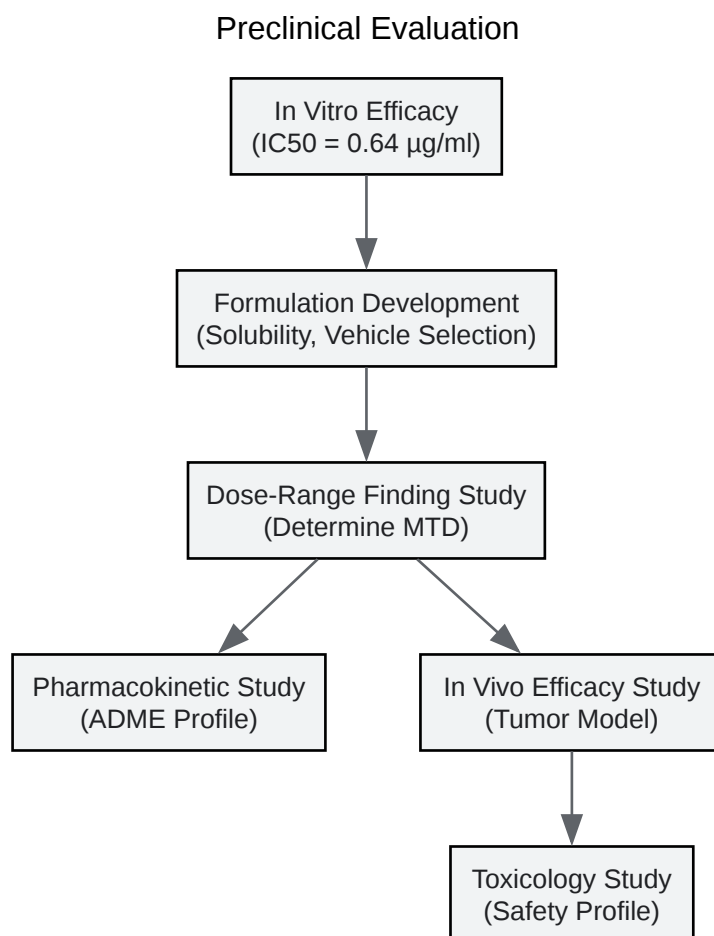 Preclinical Evaluation
In Vitro Efficacy
(IC50 = 0.64 µg/ml)
Formulation Development
(Solubility, Vehicle Selection)
Dose-Range Finding Study
(Determine MTD)
Pharmacokinetic Study
(ADME Profile)
In Vivo Efficacy Study
(Tumor Model)
Toxicology Study
(Safety Profile)